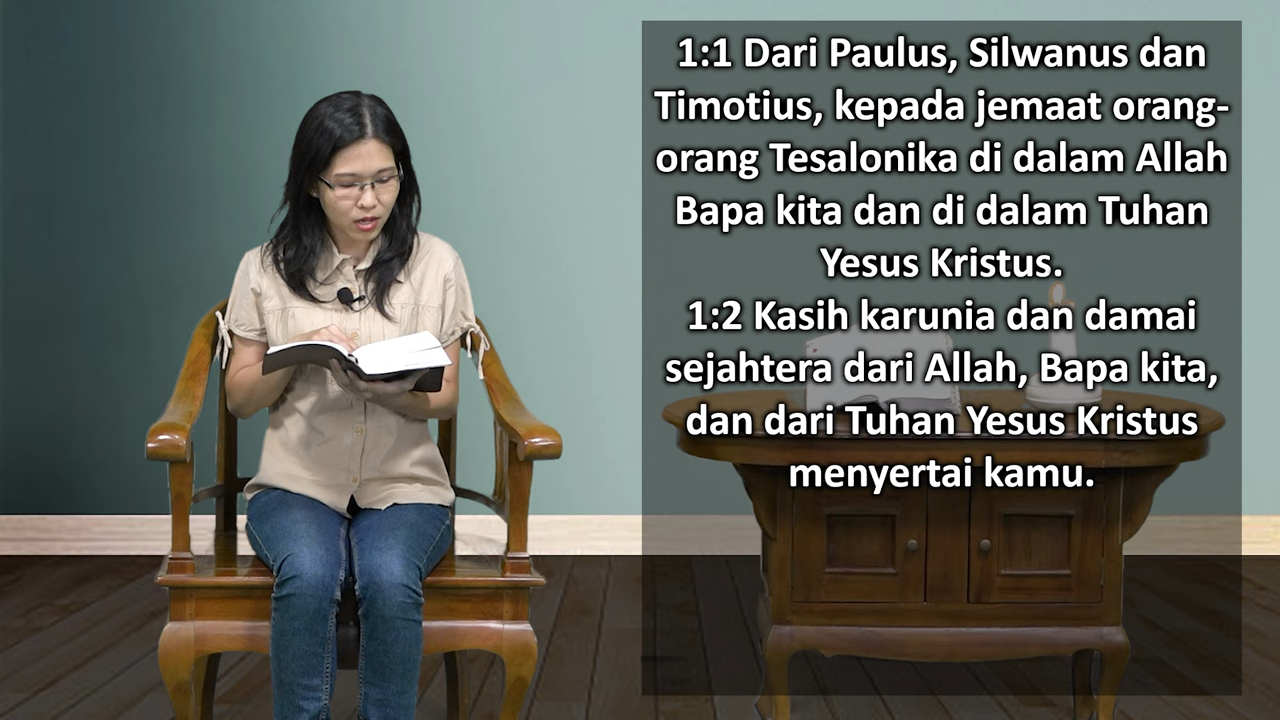 1:1 Dari Paulus, Silwanus dan
Timotius, kepada jemaat orang-
orang Tesalonika di dalam Allah
Bapa kita dan di dalam Tuhan
Yesus Kristus.
1:2 Kasih karunia dan damai
sejahtera dari Allah, Bapa kita,
dan dari Tuhan Yesus Kristus
menyertai kamu.